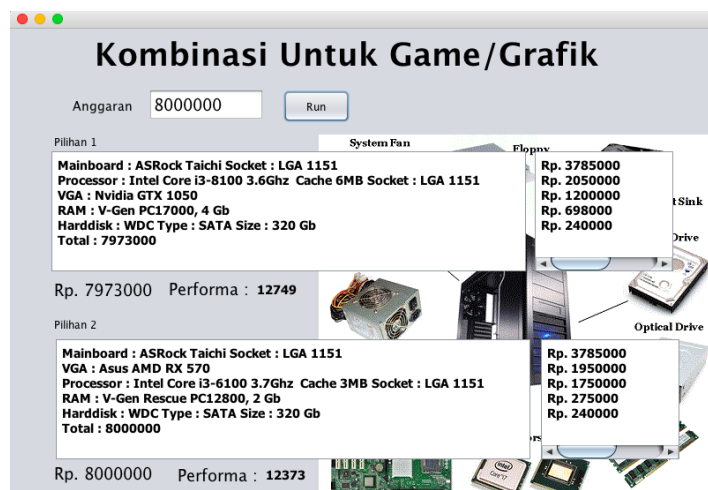 Kombinasi Untuk Game/Grafik
Anggaran 8000000 Run
Pilihan 1
System Fan
Floppy
Mainboard : ASRock Taichi Socket : LGA 1151
Processor : Intel Core i3-8100 3.6Ghz Cache 6MB Socket : LGA 1151
VGA : Nvidia GTX 1050
RAM : V-Gen PC17000, 4 Gb
Harddisk : WDC Type : SATA Size : 320 Gb
Total : 7973000
Rp. 3785000
Rp. 2050000
Rp. 1200000
Rp. 698000
Rp. 240000
t Sink
Drive
Rp. 7973000 Performa : 12749
Pilihan 2
Optical Drive
Mainboard : ASRock Taichi Socket : LGA 1151
VGA : Asus AMD RX 570
Processor : Intel Core i3-6100 3.7Ghz Cache 3MB Socket : LGA 1151
RAM : V-Gen Rescue PC12800, 2 Gb
Harddisk : WDC Type : SATA Size : 320 Gb
Total : 8000000
Rp. 3785000
Rp. 1950000
Rp. 1750000
Rp. 275000
Rp. 240000
Rp. 8000000 Performa : 12373